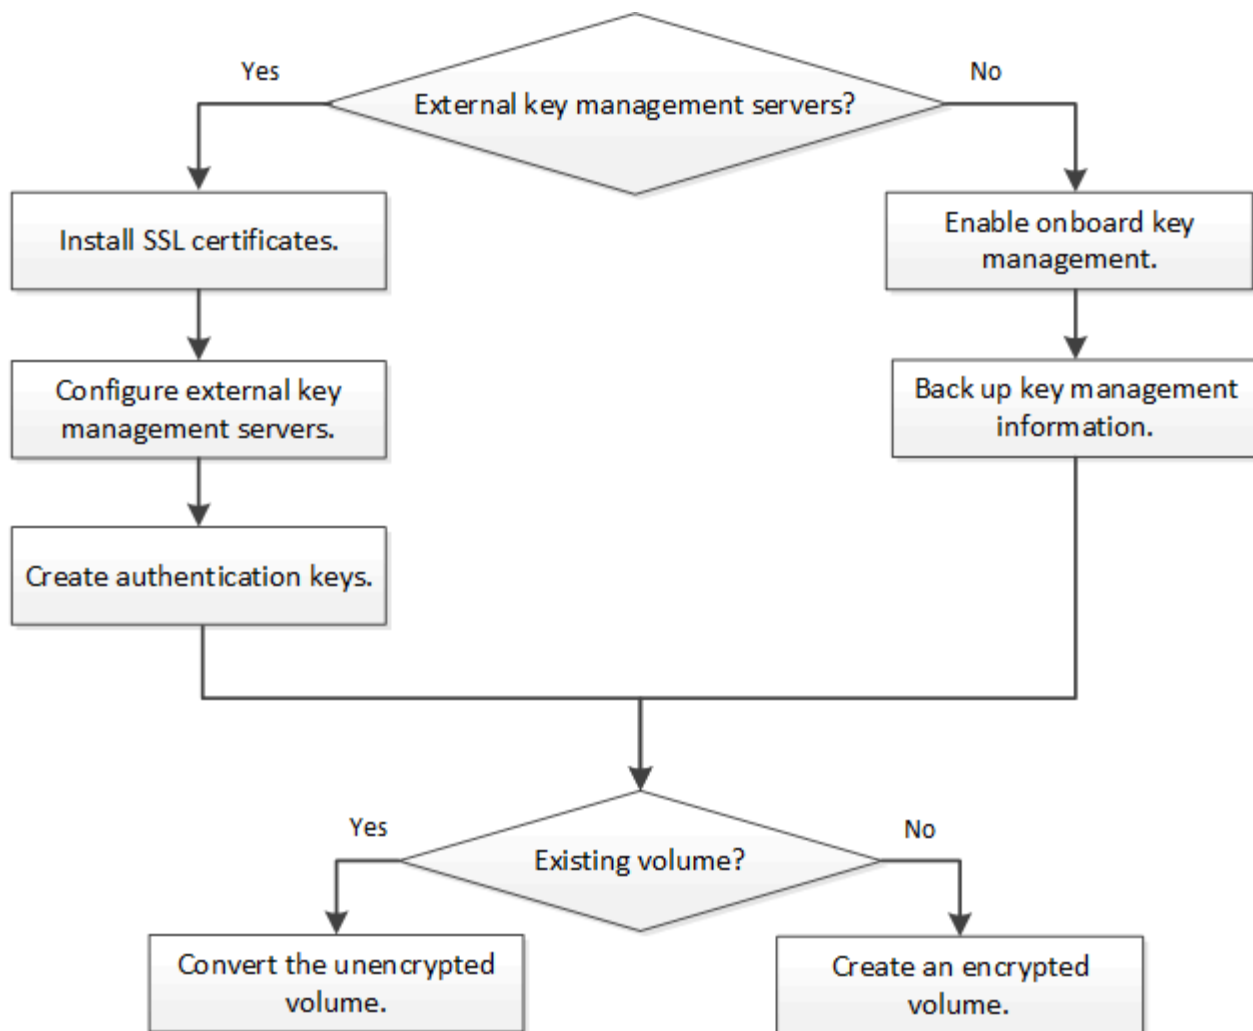 Yes
No
External key management servers?
Install SSL certificates.
Enable onboard key
management.
Configure external key
management servers.
Back up key management
information.
Create authentication keys.
Yes
No
Existing volume?
Convert the unencrypted
volume.
Create an encrypted
volume.